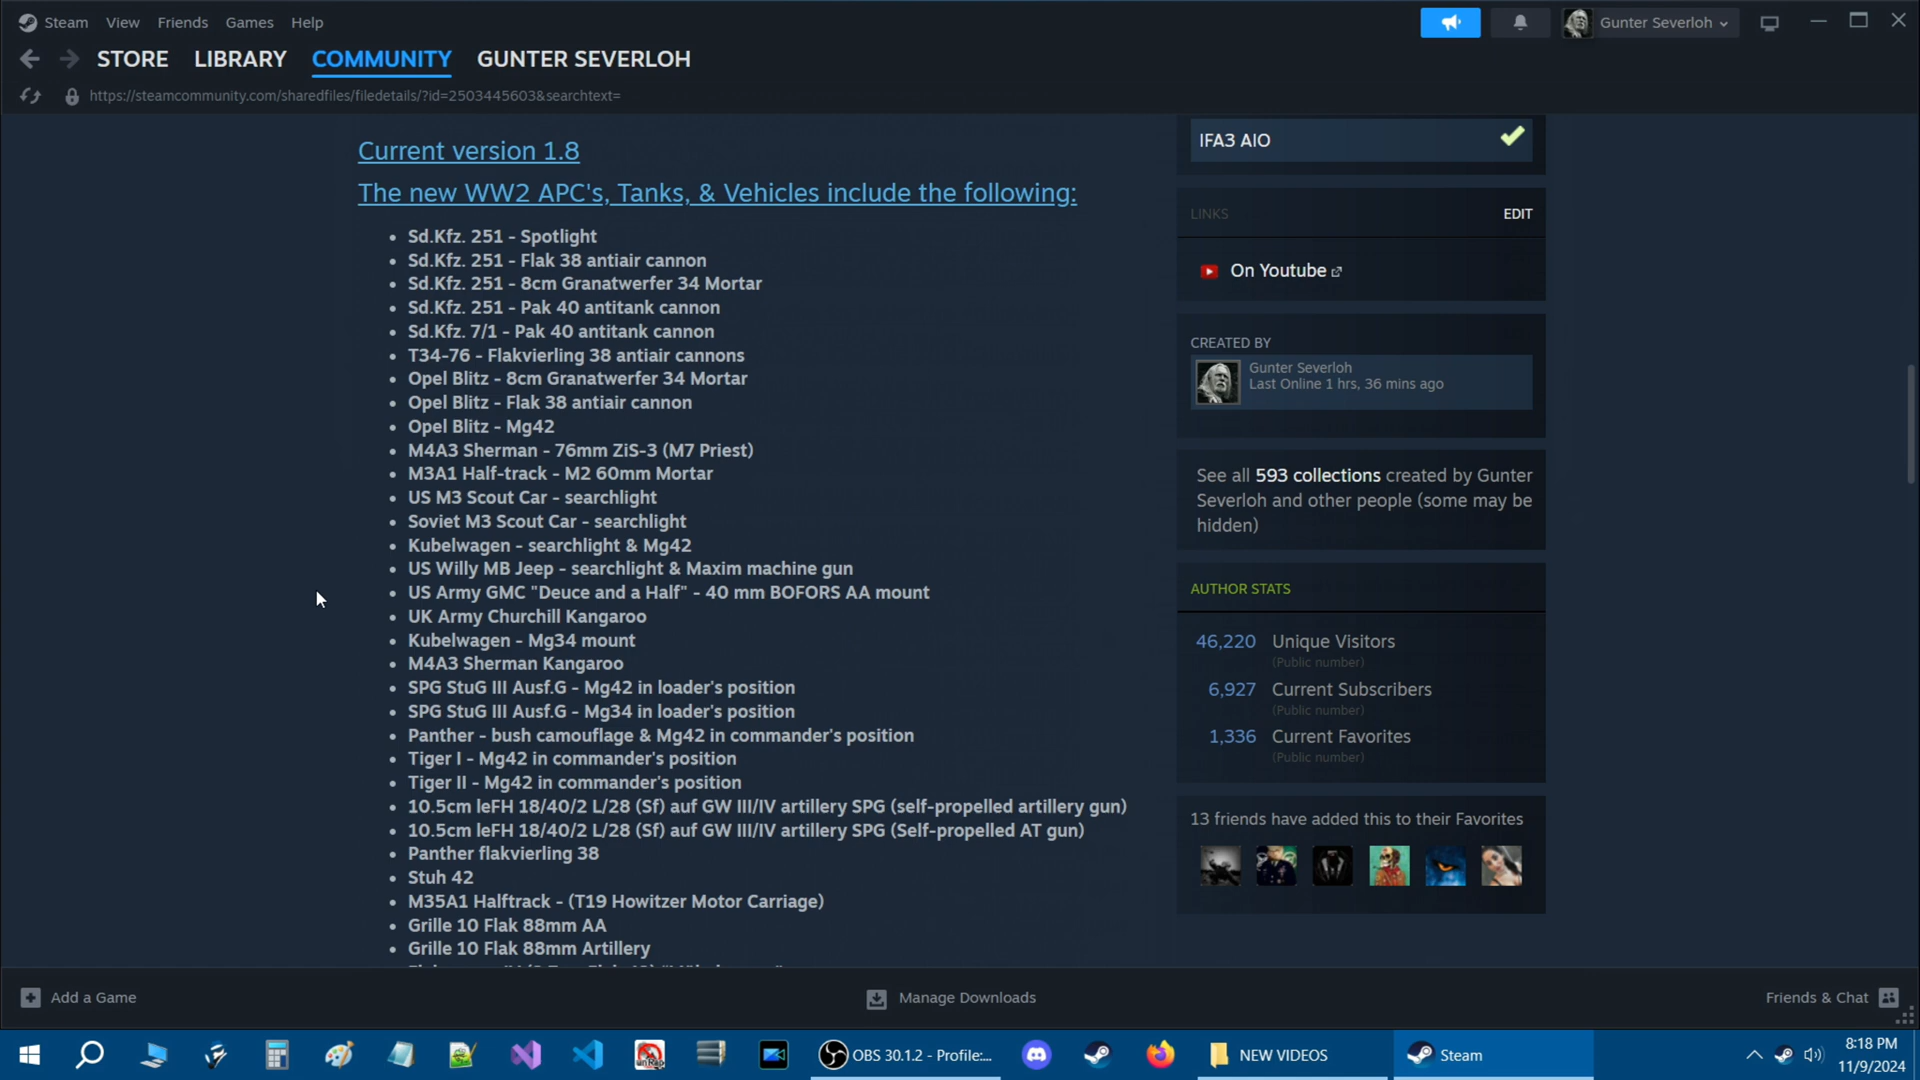 Steam View Friends Games Help
Gunter Severloh
STORE LIBRARY COMMUNITY GUNTER SEVERLOH
https://steamcommunity.com/sharedfiles/filedetails/?id=2503445603&searchtext=
Current version 1.8
The new WW2 APC's, Tanks, & Vehicles include the following:
Sd.Kfz. 251 - Spotlight
Sd.Kfz. 251 - Flak 38 antiair cannon
Sd.Kfz. 251 - 8cm Granatwerfer 34 Mortar
Sd.Kfz. 251 - Pak 40 antitank cannon
Sd.Kfz. 7/1 - Pak 40 antitank cannon
T34-76 - Flakvierling 38 antiair cannons
Opel Blitz - 8cm Granatwerfer 34 Mortar
Opel Blitz - Flak 38 antiair cannon
Opel Blitz - Mg42
M4A3 Sherman - 76mm ZiS-3 (M7 Priest)
M3A1 Half-track - M2 60mm Mortar
US M3 Scout Car - searchlight
Soviet M3 Scout Car - searchlight
Kubelwagen - searchlight & Mg42
US Willy MB Jeep - searchlight & Maxim machine gun
US Army GMC "Deuce and a Half" - 40 mm BOFORS AA mount
UK Army Churchill Kangaroo
Kubelwagen - Mg34 mount
M4A3 Sherman Kangaroo
SPG StuG III Ausf.G - Mg42 in loader's position
SPG StuG III Ausf.G - Mg34 in loader's position
Panther - bush camouflage & Mg42 in commander's position
Tiger I - Mg42 in commander's position
Tiger II - Mg42 in commander's position
10.5cm leFH 18/40/2 L/28 (Sf) auf GW III/IV artillery SPG (self-propelled artillery gun)
10.5cm leFH 18/40/2 L/28 (Sf) auf GW III/IV artillery SPG (Self-propelled AT gun)
Panther flakvierling 38
Stuh 42
M35A1 Halftrack - (T19 Howitzer Motor Carriage)
Grille 10 Flak 88mm AA
Grille 10 Flak 88mm Artillery
IFA3 AIO
LINKS EDIT
On Youtube
CREATED BY
Gunter Severloh
Last Online 1 hrs, 36 mins ago
See all 593 collections created by Gunter
Severloh and other people (some may be
hidden)
AUTHOR STATS
46,220 Unique Visitors
(Public number)
6,927 Current Subscribers
(Public number)
1,336 Current Favorites
(Public number)
13 friends have added this to their Favorites
Add a Game
Manage Downloads
Friends & Chat
OBS 30.1.2 - Profile:...
NEW VIDEOS
Steam
8:18 PM
11/9/2024